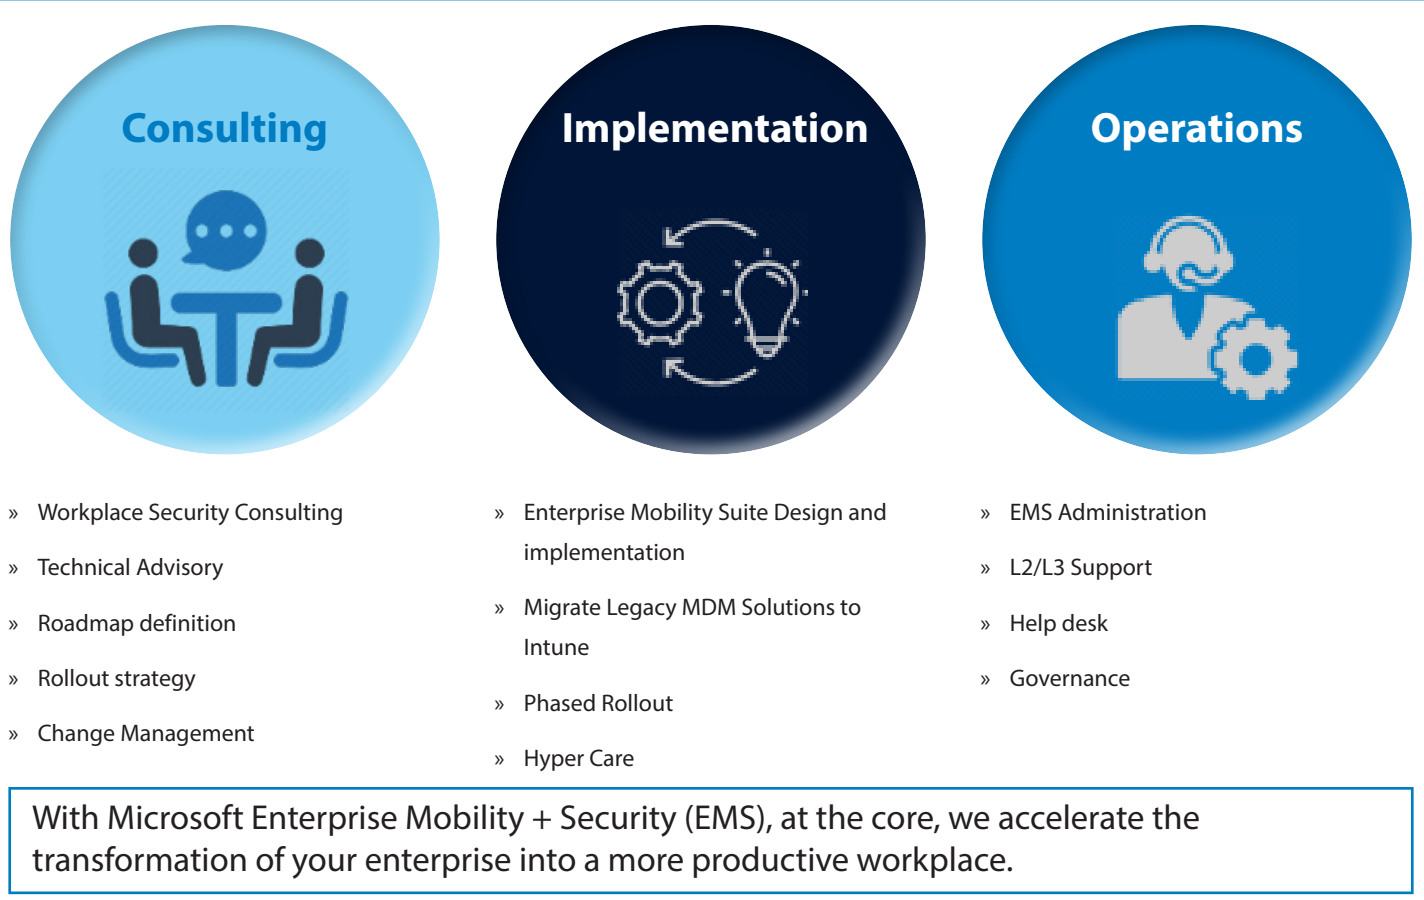 Consulting
» Workplace Security Consulting
» Technical Advisory
» Roadmap definition
» Rollout strategy
» Change Management
Implementation
» Enterprise Mobility Suite Design and
implementation
» Migrate Legacy MDM Solutions to
Intune
» Phased Rollout
» Hyper Care
Operations
» EMS Administration
» L2/L3 Support
» Help desk
» Governance
With Microsoft Enterprise Mobility + Security (EMS), at the core, we accelerate the
transformation of your enterprise into a more productive workplace.